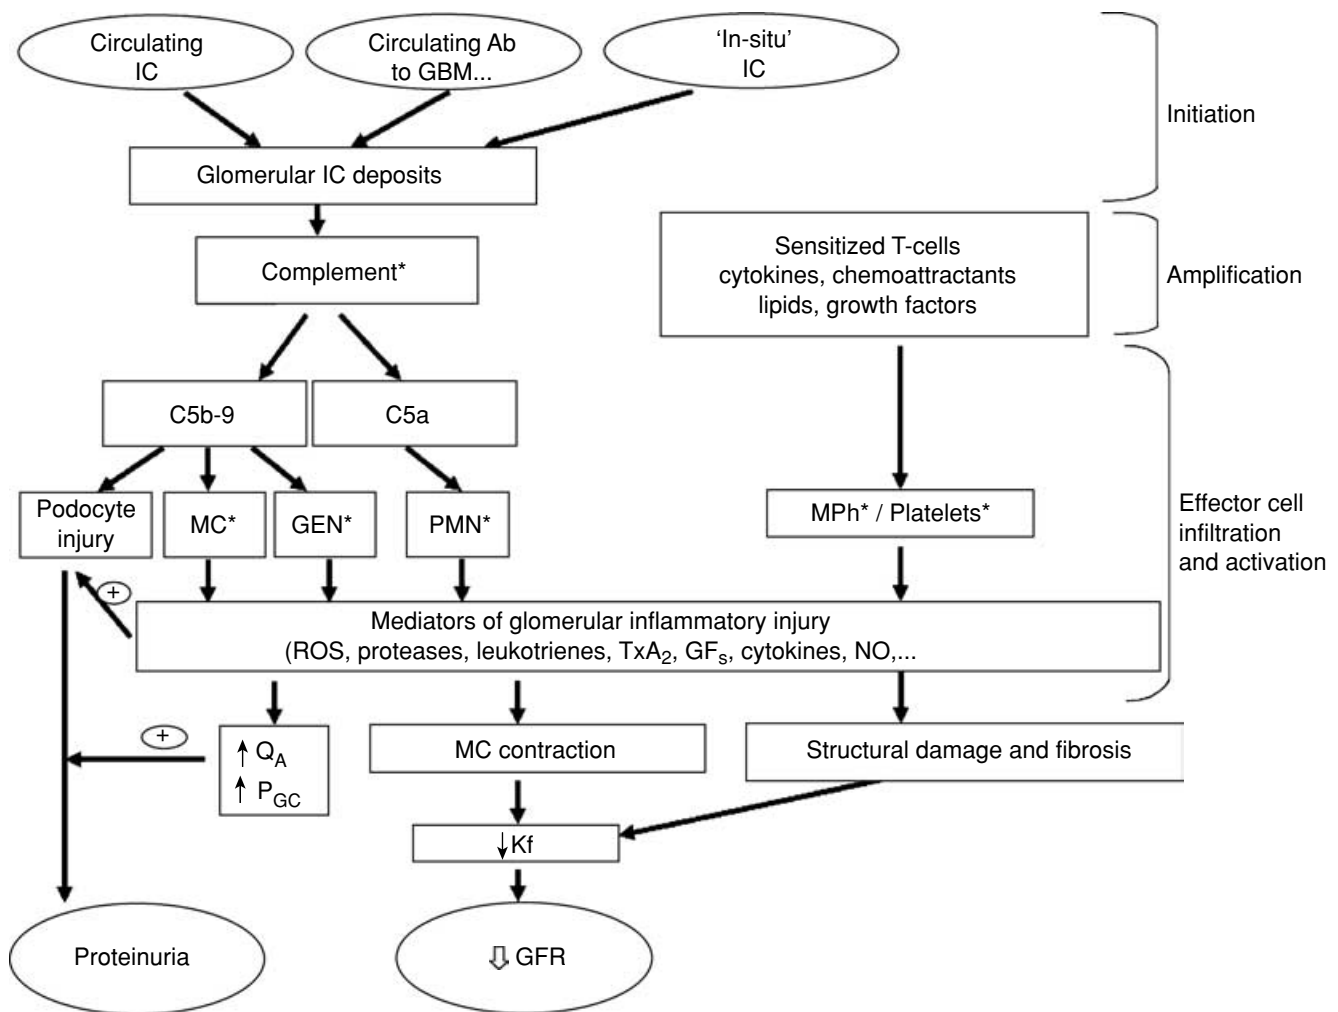 Circulating
IC
Circulating Ab
to GBM...
‘In-situ’
IC
Initiation
Glomerular IC deposits
Complement*
Sensitized T-cells
cytokines, chemoattractants
lipids, growth factors
Amplification
C5b-9
C5a
Podocyte
injury
MC*
GEN*
PMN*
MPh* / Platelets*
Effector cell
infiltration
and activation
+
Mediators of glomerular inflammatory injury
(ROS, proteases, leukotrienes, TxA2, GFs, cytokines, NO,...
+
↑ QA
↑ PGC
MC contraction
Structural damage and fibrosis
↓Kf
Proteinuria
⇩ GFR